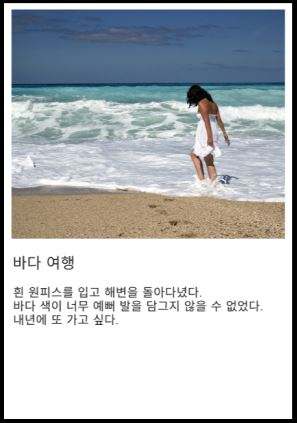 바다 여행
흰 원피스를 입고 해변을 돌아다녔다.
바다 색이 너무 예뻐 발을 담그지 않을 수 없었다.
내년에 또 가고 싶다.